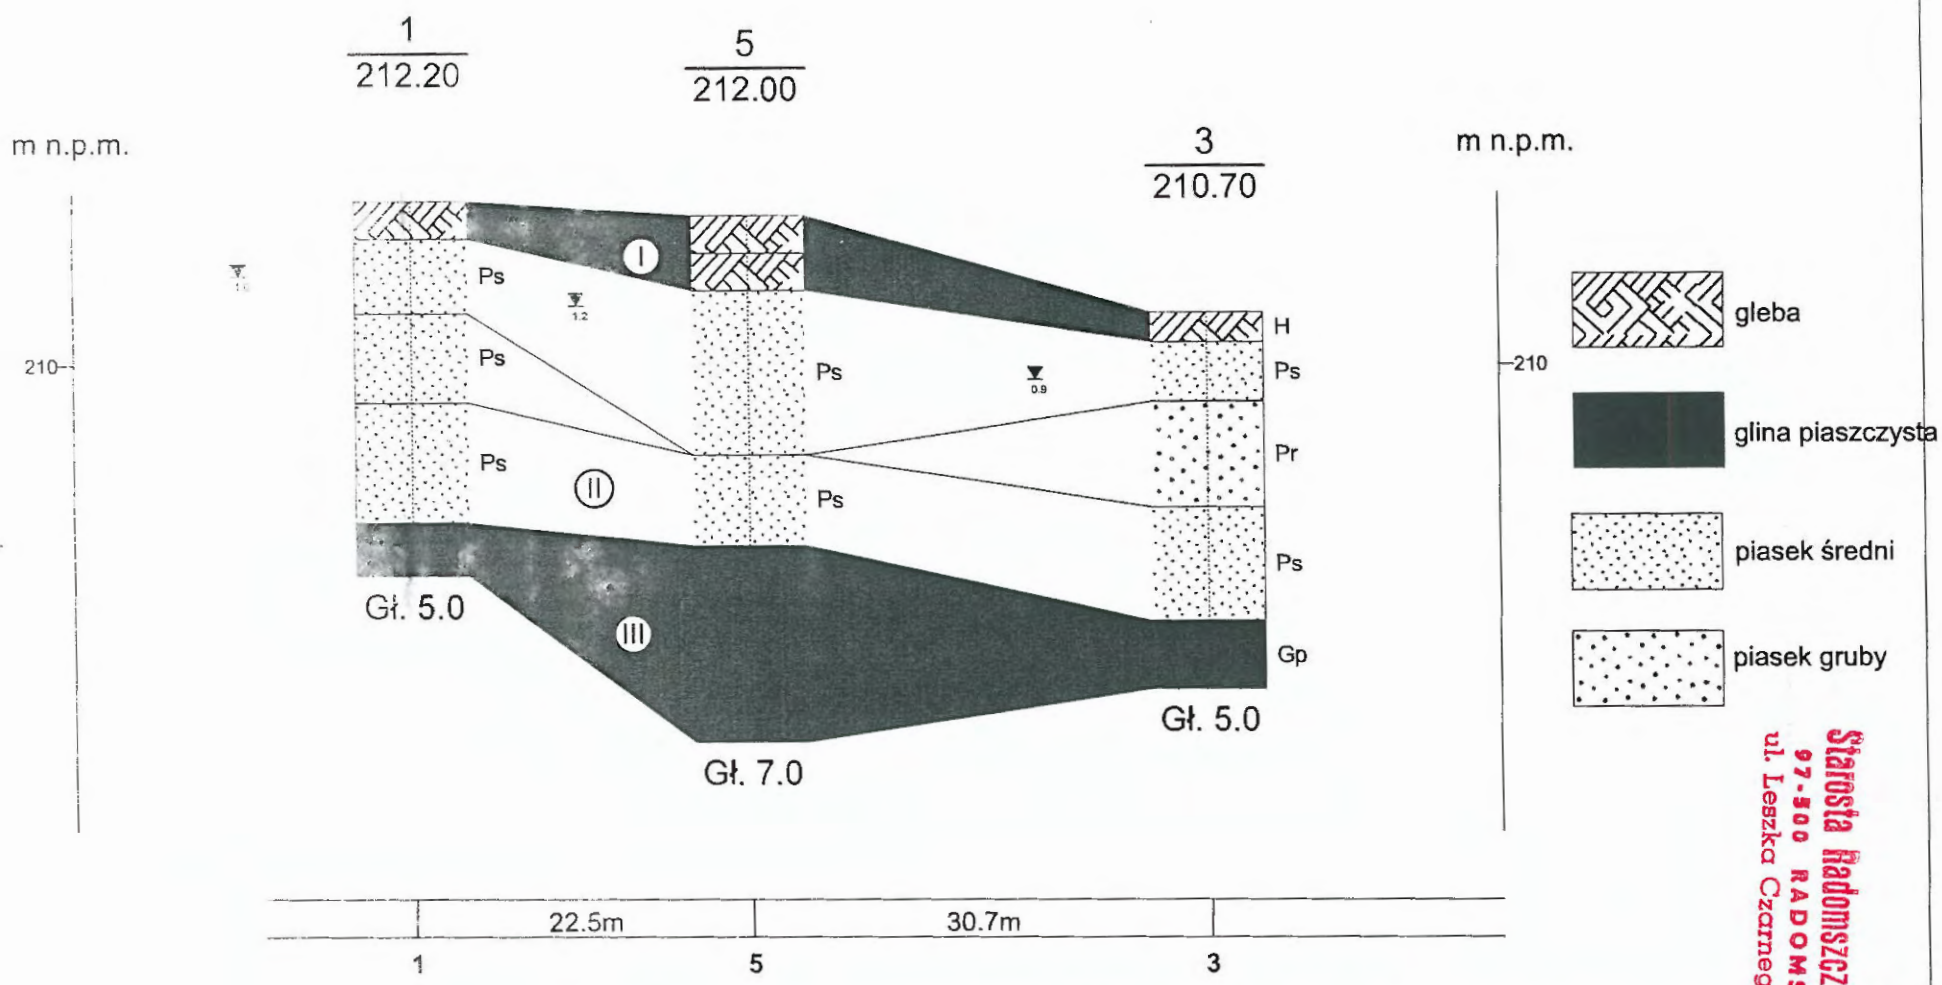 1
212.20
5
212.00
3
210.70
m n.p.m.
m n.p.m.
210
210
1.0
1.2
0.9
I
II
III
Ps
Ps
Ps
Ps
Ps
H
Ps
Pr
Ps
Gp
Gł. 5.0
Gł. 7.0
Gł. 5.0
gleba
glina piaszczysta
piasek średni
piasek gruby
22.5m
30.7m
1
5
3
Starosta Radomszcz
97-500 RADOMS
ul. Leszka Czarneg